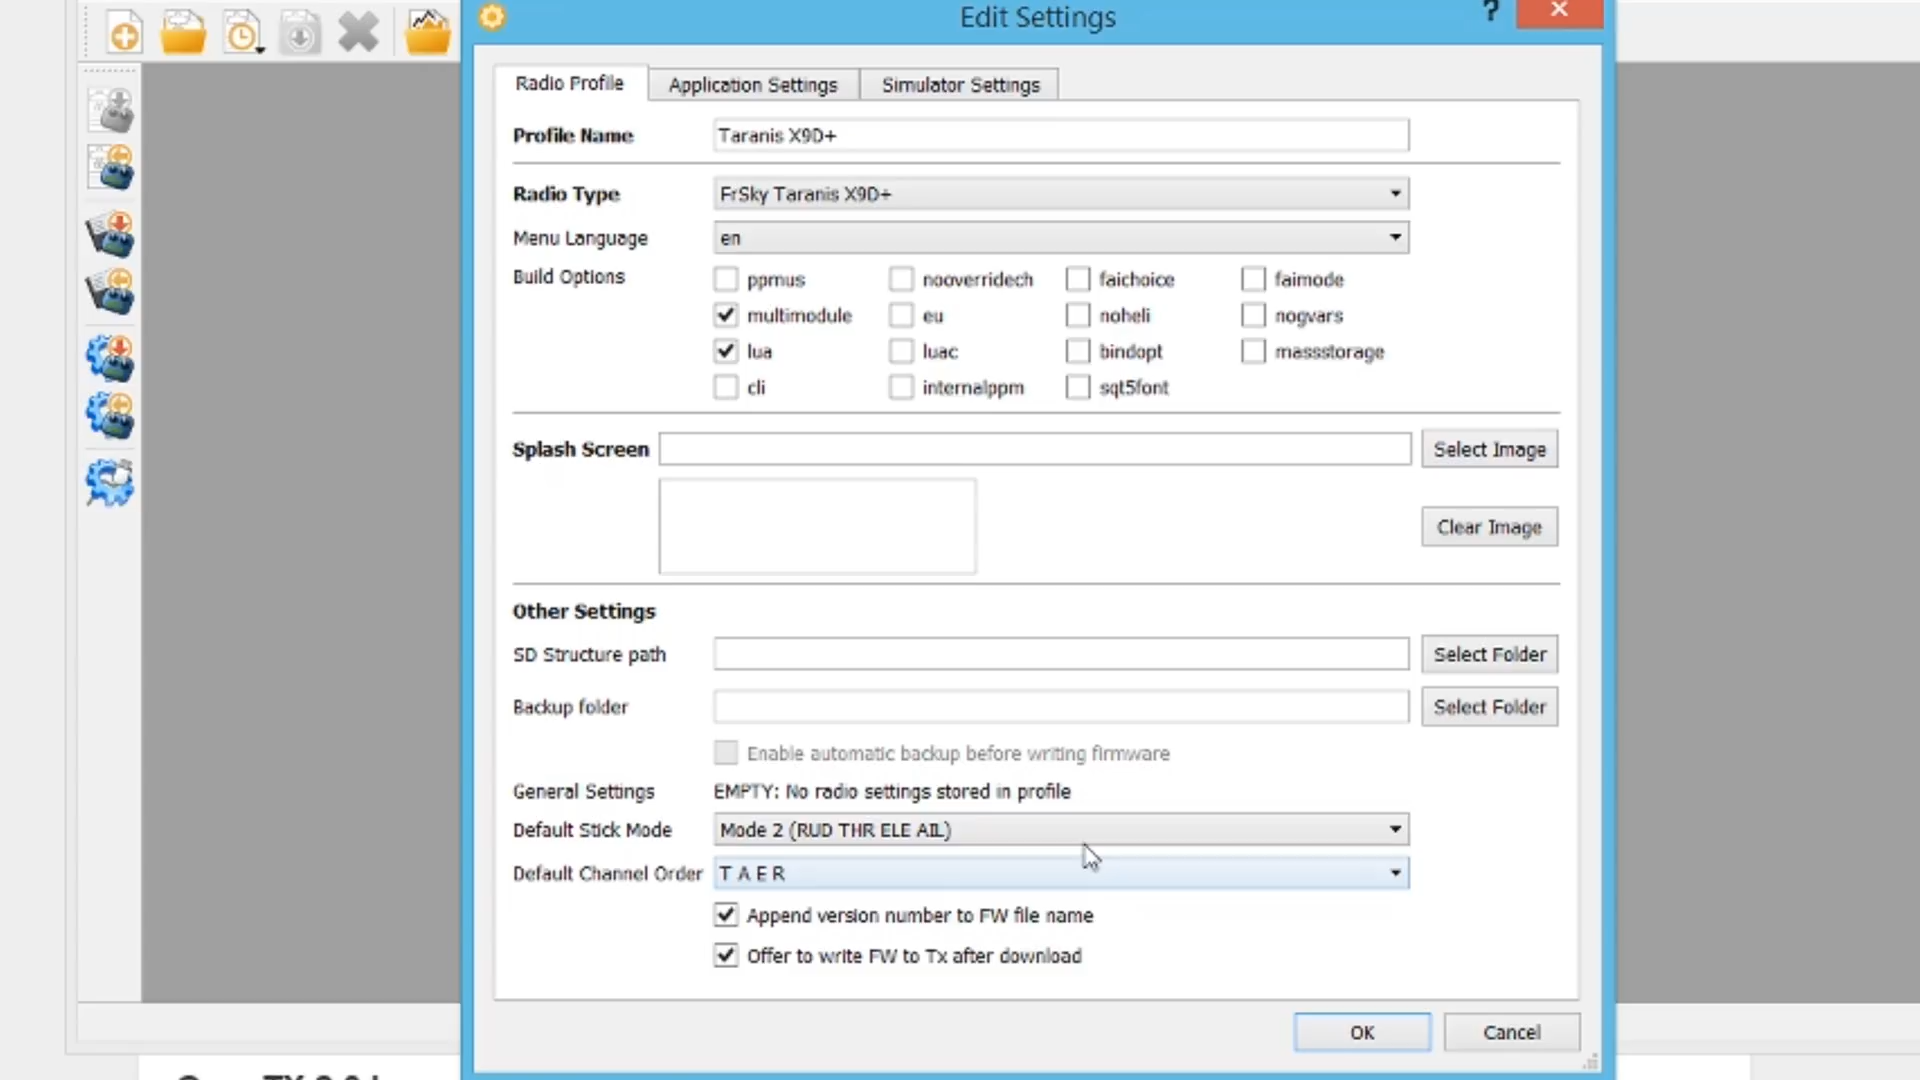 Edit Settings
?
Radio Profile
Application Settings
Simulator Settings
Profile Name
Taranis X9D+
Radio Type
FrSky Taranis X9D+
Menu Language
en
Build Options
ppmus
nooverridech
faichoice
faimode
multimodule
eu
noheli
nogvars
lua
luac
bindopt
massstorage
cli
internalppm
sqt5font
Splash Screen
Select Image
Clear Image
Other Settings
SD Structure path
Select Folder
Backup folder
Select Folder
Enable automatic backup before writing firmware
General Settings
EMPTY: No radio settings stored in profile
Default Stick Mode
Mode 2 (RUD THR ELE AIL)
Default Channel Order
T A E R
Append version number to FW file name
Offer to write FW to Tx after download
OK
Cancel